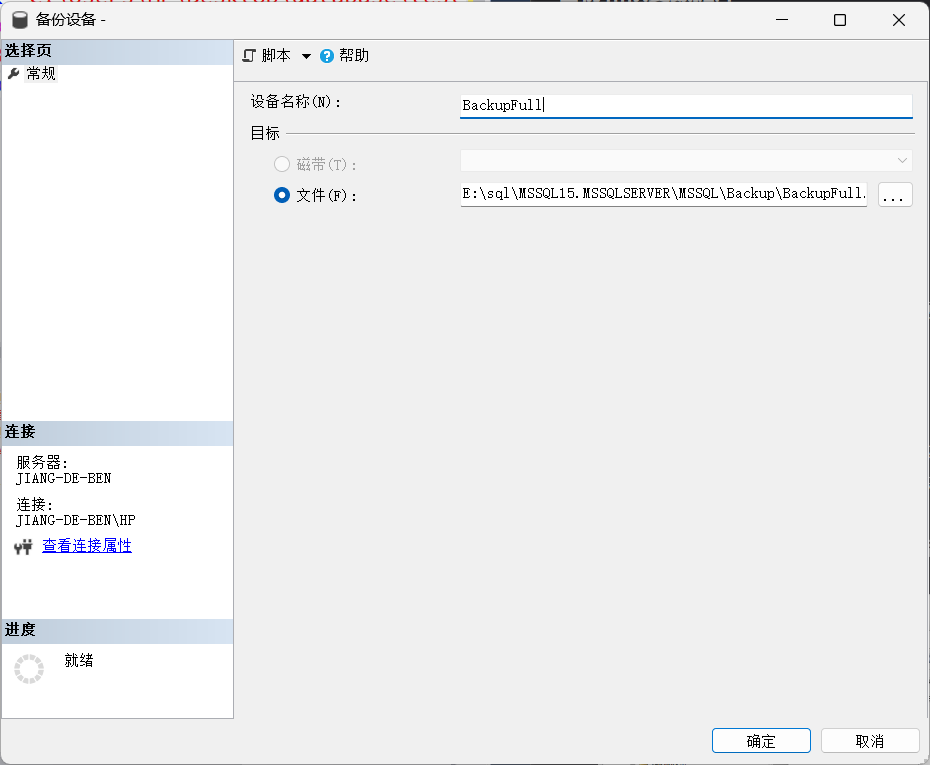 备份设备 -
选择页
常规
脚本
帮助
设备名称(N):
BackupFull
目标
磁带(T):
文件(F):
E:\sql\MSSQL15.MSSQLSERVER\MSSQL\Backup\BackupFull.
...
连接
服务器:
JIANG-DE-BEN
连接:
JIANG-DE-BEN\HP
查看连接属性
进度
就绪
确定
取消